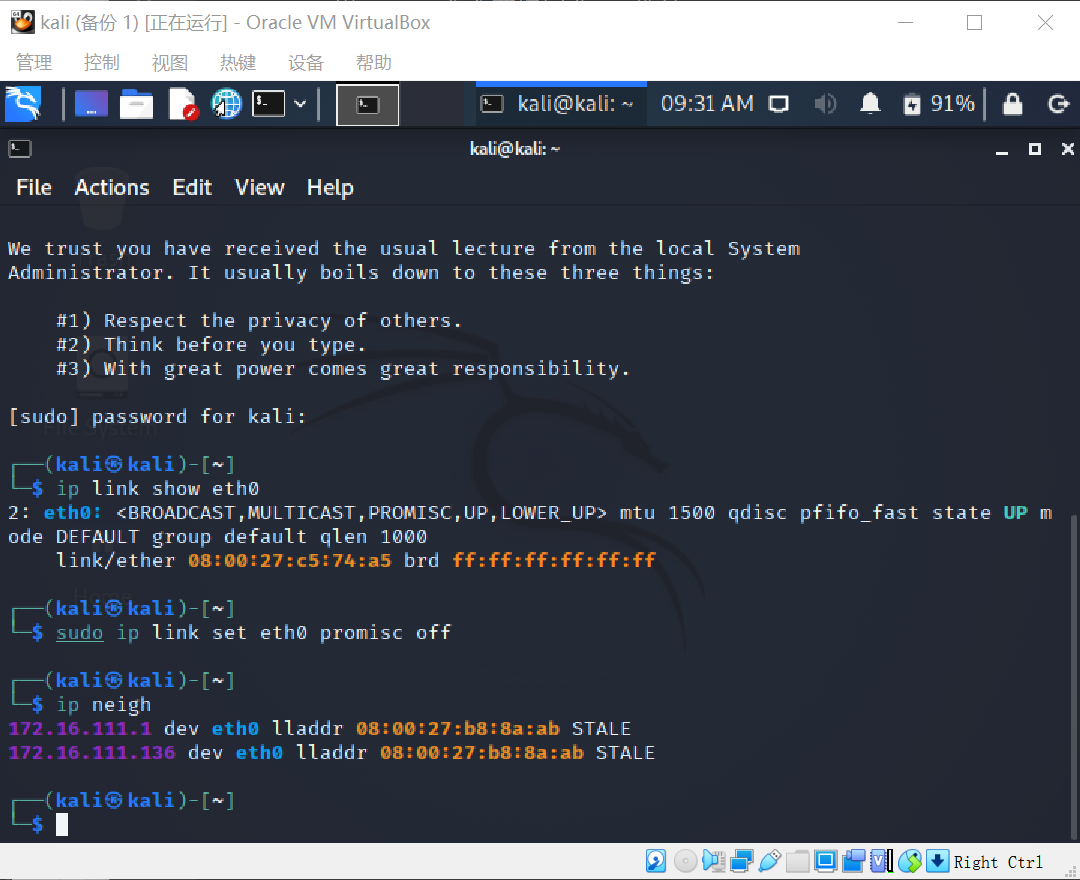 kali (备份 1) [正在运行] - Oracle VM VirtualBox
管理 控制 视图 热键 设备 帮助
kali@kali: ~ 09:31 AM 91%
kali@kali: ~
File Actions Edit View Help
We trust you have received the usual lecture from the local System
Administrator. It usually boils down to these three things:
#1) Respect the privacy of others.
#2) Think before you type.
#3) With great power comes great responsibility.
[sudo] password for kali:
┌──(kali㉿kali)-[~]
└─$ ip link show eth0
2: eth0: <BROADCAST,MULTICAST,PROMISC,UP,LOWER_UP> mtu 1500 qdisc pfifo_fast state UP m
ode DEFAULT group default qlen 1000
link/ether 08:00:27:c5:74:a5 brd ff:ff:ff:ff:ff:ff
┌──(kali㉿kali)-[~]
└─$ sudo ip link set eth0 promisc off
┌──(kali㉿kali)-[~]
└─$ ip neigh
172.16.111.1 dev eth0 lladdr 08:00:27:b8:8a:ab STALE
172.16.111.136 dev eth0 lladdr 08:00:27:b8:8a:ab STALE
┌──(kali㉿kali)-[~]
└─$
Right Ctrl